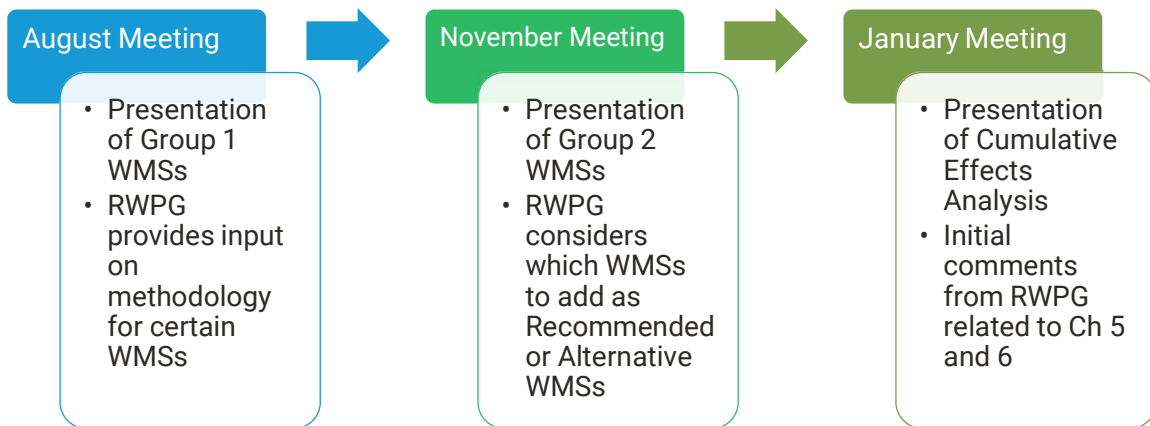 August Meeting
• Presentation
of Group 1
WMSs
• RWPG
provides input
on
methodology
for certain
WMSs
November Meeting
• Presentation
of Group 2
WMSs
• RWPG
considers
which WMSs
to add as
Recommended
or Alternative
WMSs
January Meeting
• Presentation
of Cumulative
Effects
Analysis
• Initial
comments
from RWPG
related to Ch 5
and 6